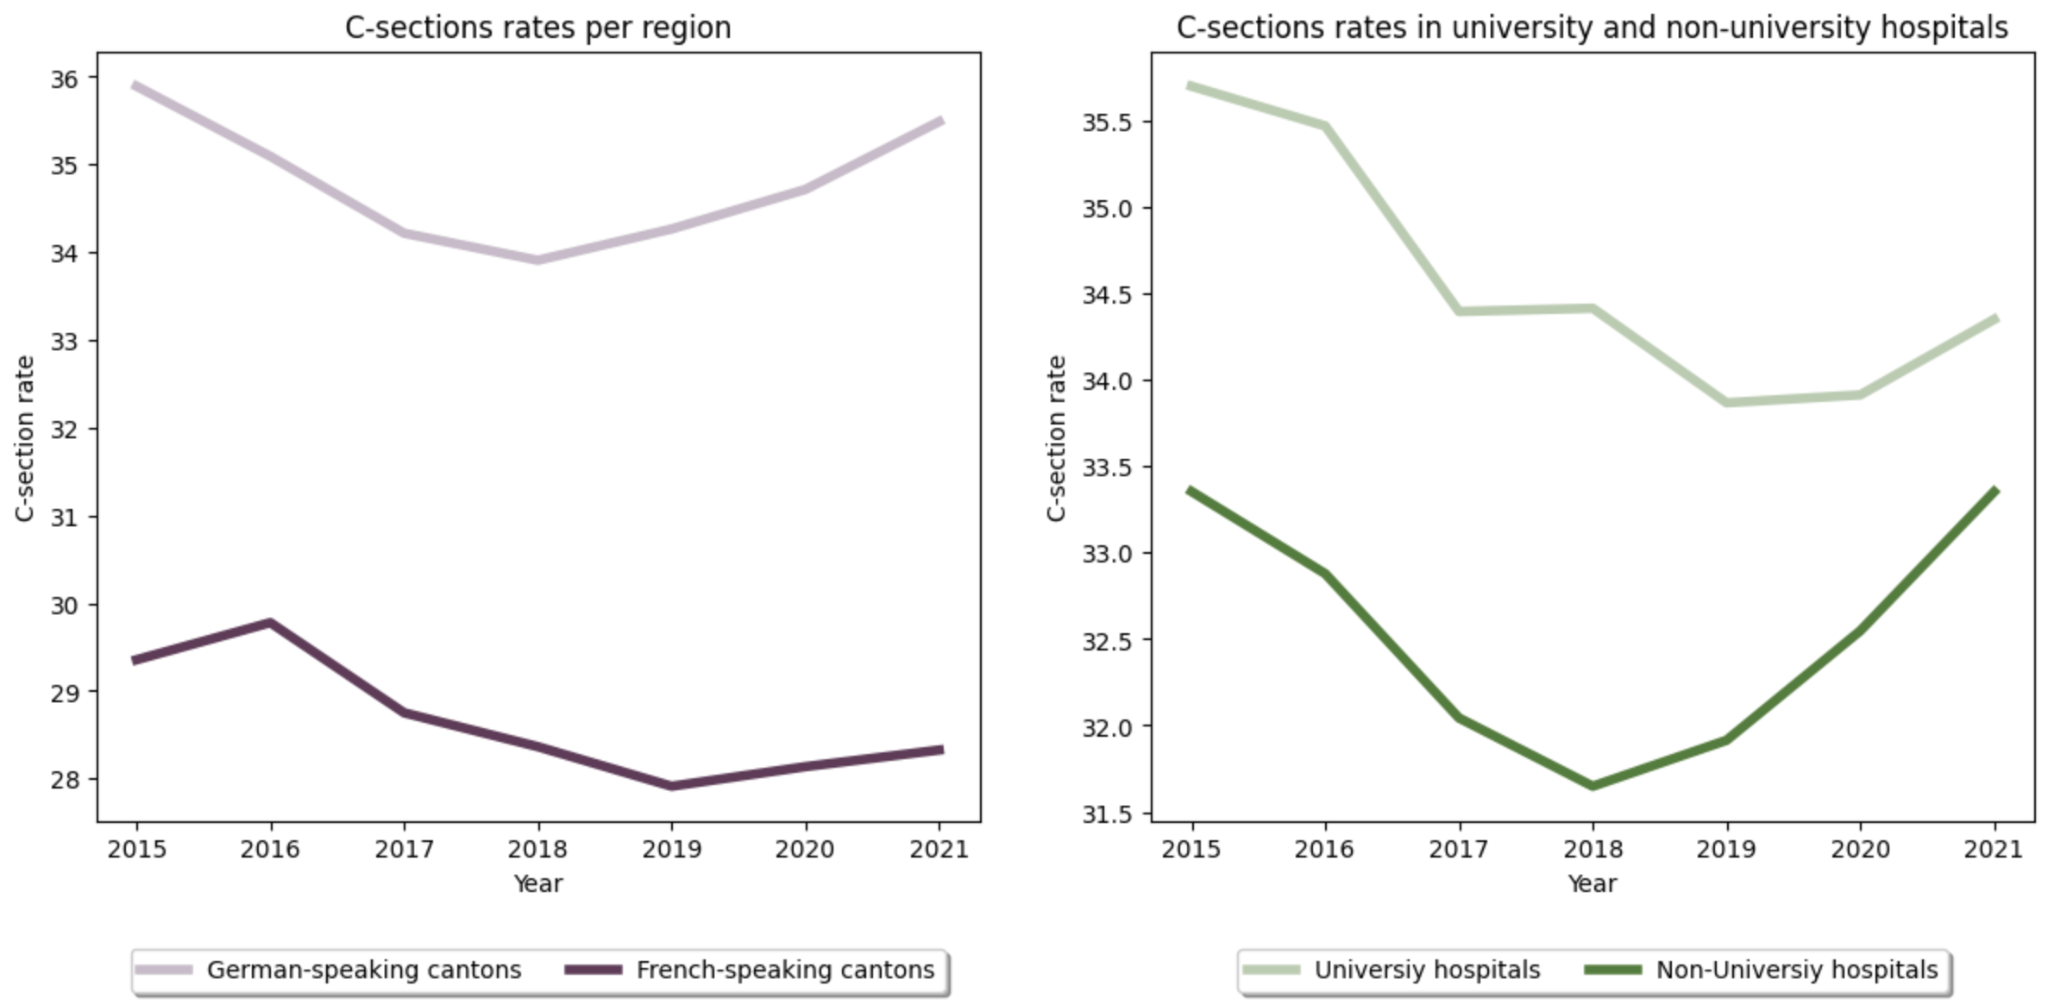 C-sections rates per region
C-section rate
36
35
34
33
32
31
30
29
28
2015 2016 2017 2018 2019 2020 2021
Year
German-speaking cantons French-speaking cantons
C-sections rates in university and non-university hospitals
C-section rate
35.5
35.0
34.5
34.0
33.5
33.0
32.5
32.0
31.5
2015 2016 2017 2018 2019 2020 2021
Year
Universiy hospitals Non-Universiy hospitals